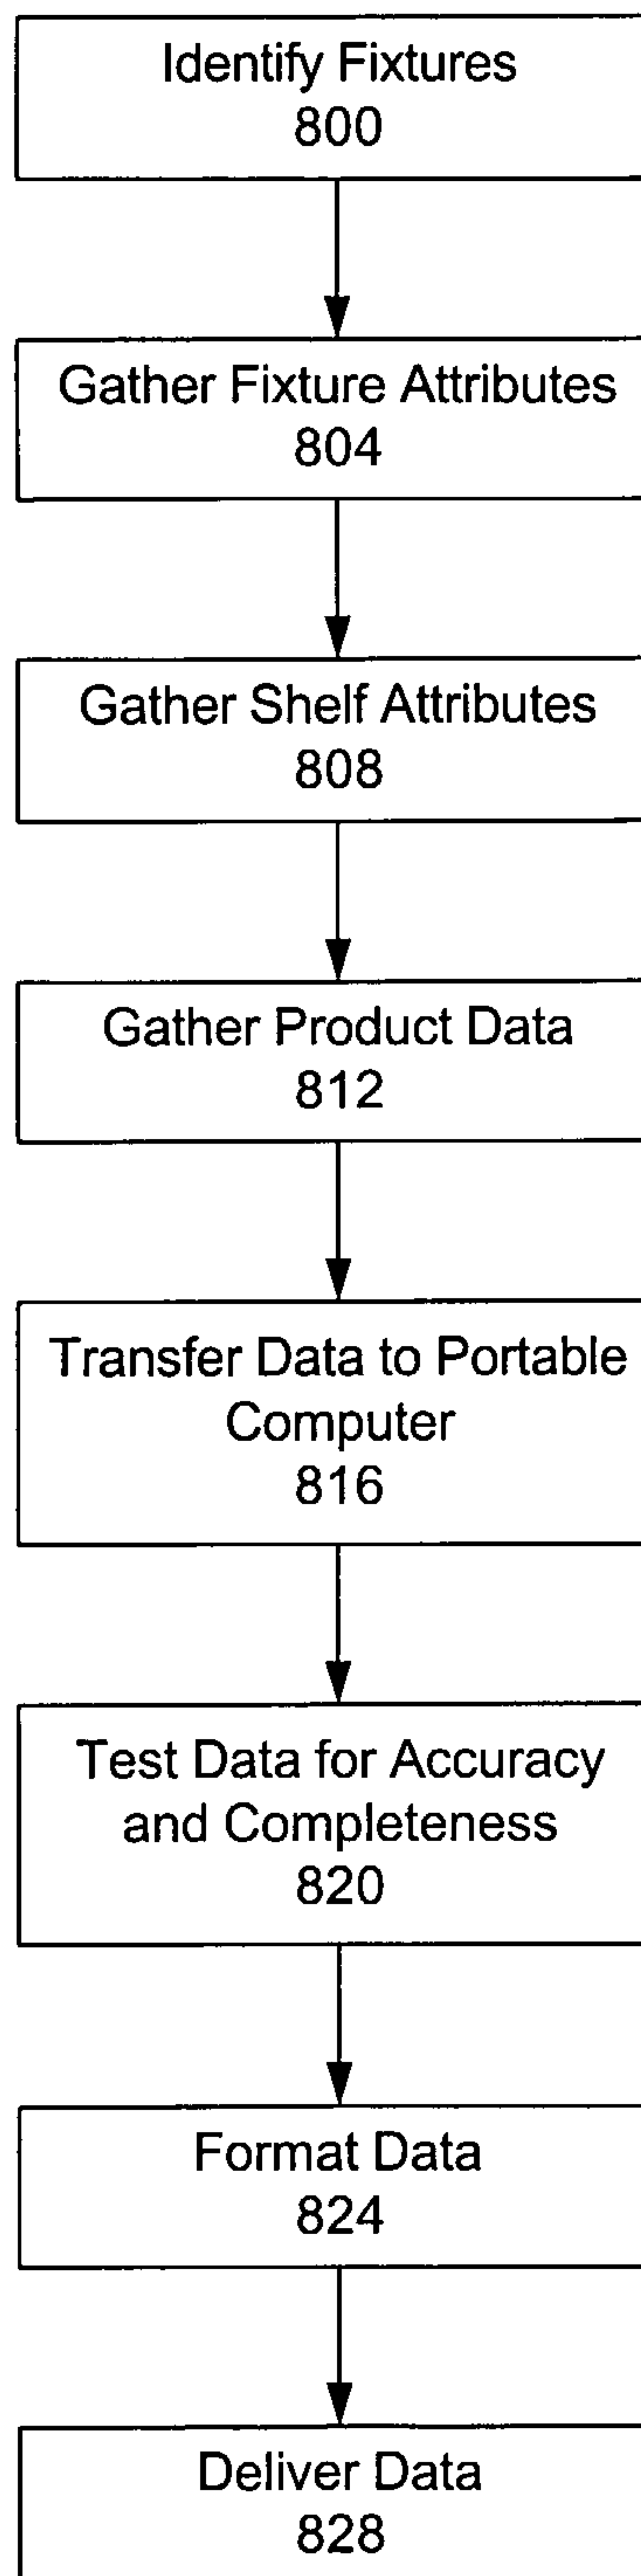 Identify Fixtures
800
Gather Fixture Attributes
804
Gather Shelf Attributes
808
Gather Product Data
812
Transfer Data to Portable
Computer
816
Test Data for Accuracy
and Completeness
820
Format Data
824
Deliver Data
828